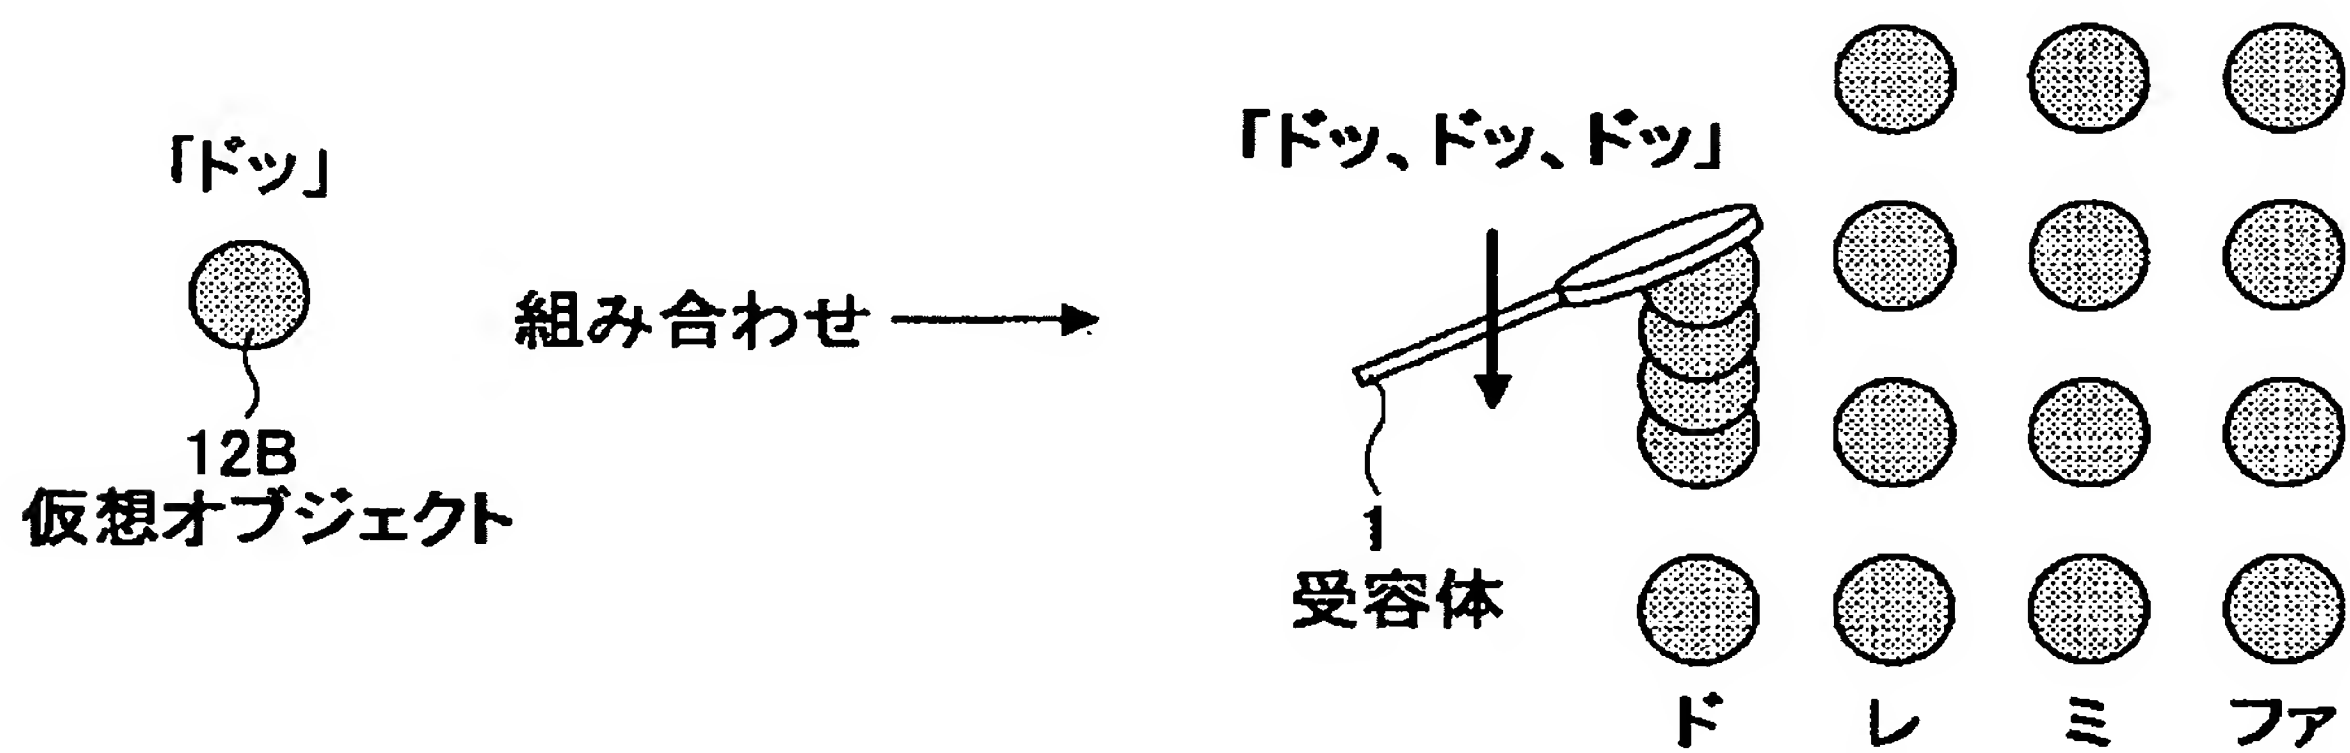 「ドッ」
12B
仮想オブジェクト
組み合わせ
「ドッ、ドッ、ドッ」
1
受容体
ド レ ミ ファ